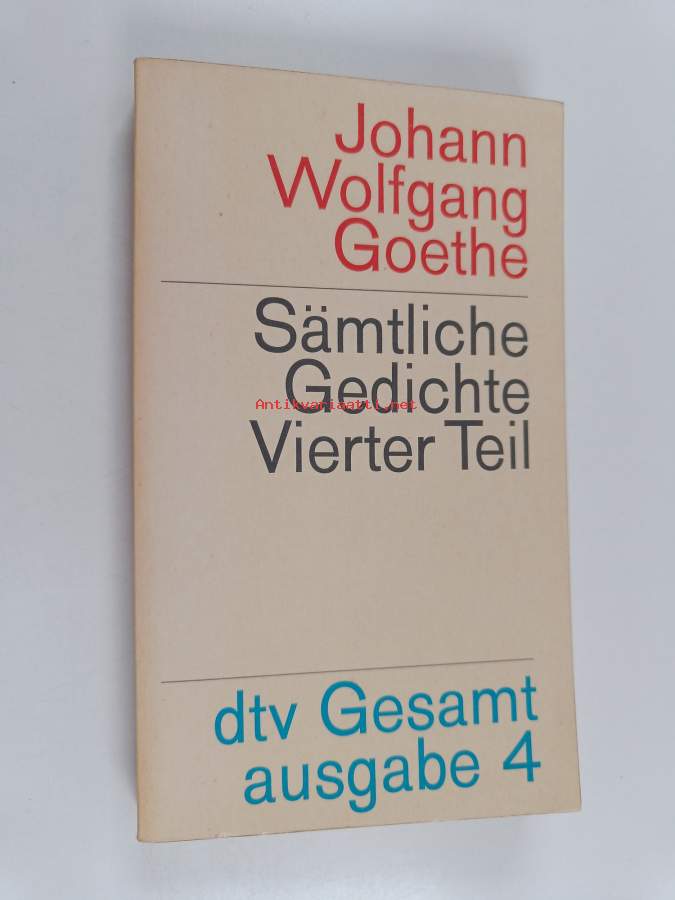 Johann
Wolfgang
Goethe
Sämtliche
Gedichte
Antikvariaatti.net
Vierter Teil
dtv Gesamt
ausgabe 4